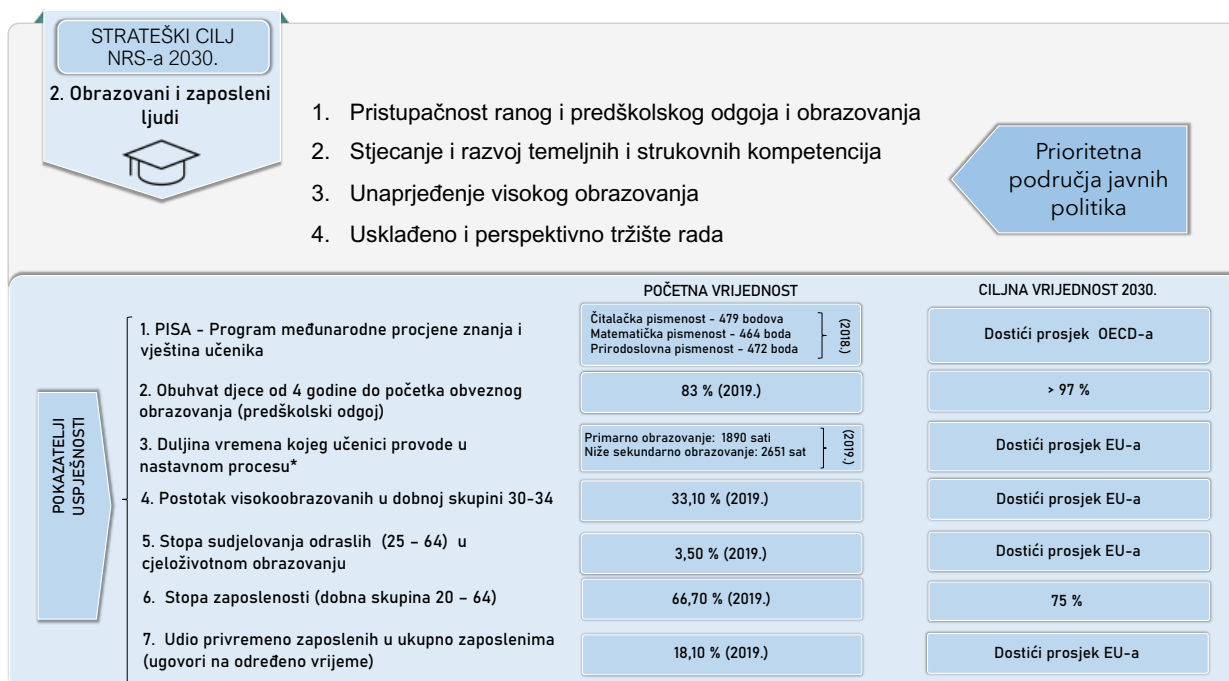 STRATEŠKI CILJ
NRS-a 2030.
2. Obrazovani i zaposleni
ljudi
1. Pristupačnost ranog i predškolskog odgoja i obrazovanja
2. Stjecanje i razvoj temeljnih i strukovnih kompetencija
3. Unaprjeđenje visokog obrazovanja
4. Usklađeno i perspektivno tržište rada
Prioritetna
područja javnih
politika
POČETNA VRIJEDNOST
CILJNA VRIJEDNOST 2030.
POKAZATELJI
USPJEŠNOSTI
1. PISA - Program međunarodne procjene znanja i
vještina učenika
Čitalačka pismenost - 479 bodova
Matematička pismenost - 464 boda
Prirodoslovna pismenost - 472 boda
(2018.)
Dostići prosjek OECD-a
2. Obuhvat djece od 4 godine do početka obveznog
obrazovanja (predškolski odgoj)
83 % (2019.)
> 97 %
3. Duljina vremena kojeg učenici provode u
nastavnom procesu*
Primarno obrazovanje: 1890 sati
Niže sekundarno obrazovanje: 2651 sat
(2019.)
Dostići prosjek EU-a
4. Postotak visokoobrazovanih u dobnoj skupini 30-34
33,10 % (2019.)
Dostići prosjek EU-a
5. Stopa sudjelovanja odraslih (25 – 64) u
cjeloživotnom obrazovanju
3,50 % (2019.)
Dostići prosjek EU-a
6. Stopa zaposlenosti (dobna skupina 20 – 64)
66,70 % (2019.)
75 %
7. Udio privremeno zaposlenih u ukupno zaposlenima
(ugovori na određeno vrijeme)
18,10 % (2019.)
Dostići prosjek EU-a